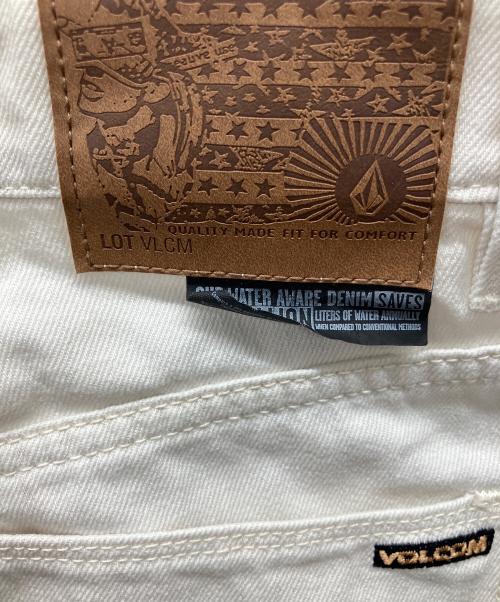 QUALITY MADE FIT FOR COMFORT
LOT VLCM
OUR WATER AWARE DENIM SAVES
LITERS OF WATER ANNUALLY
WHEN COMPARED TO CONVENTIONAL METHODS
VOLCOM